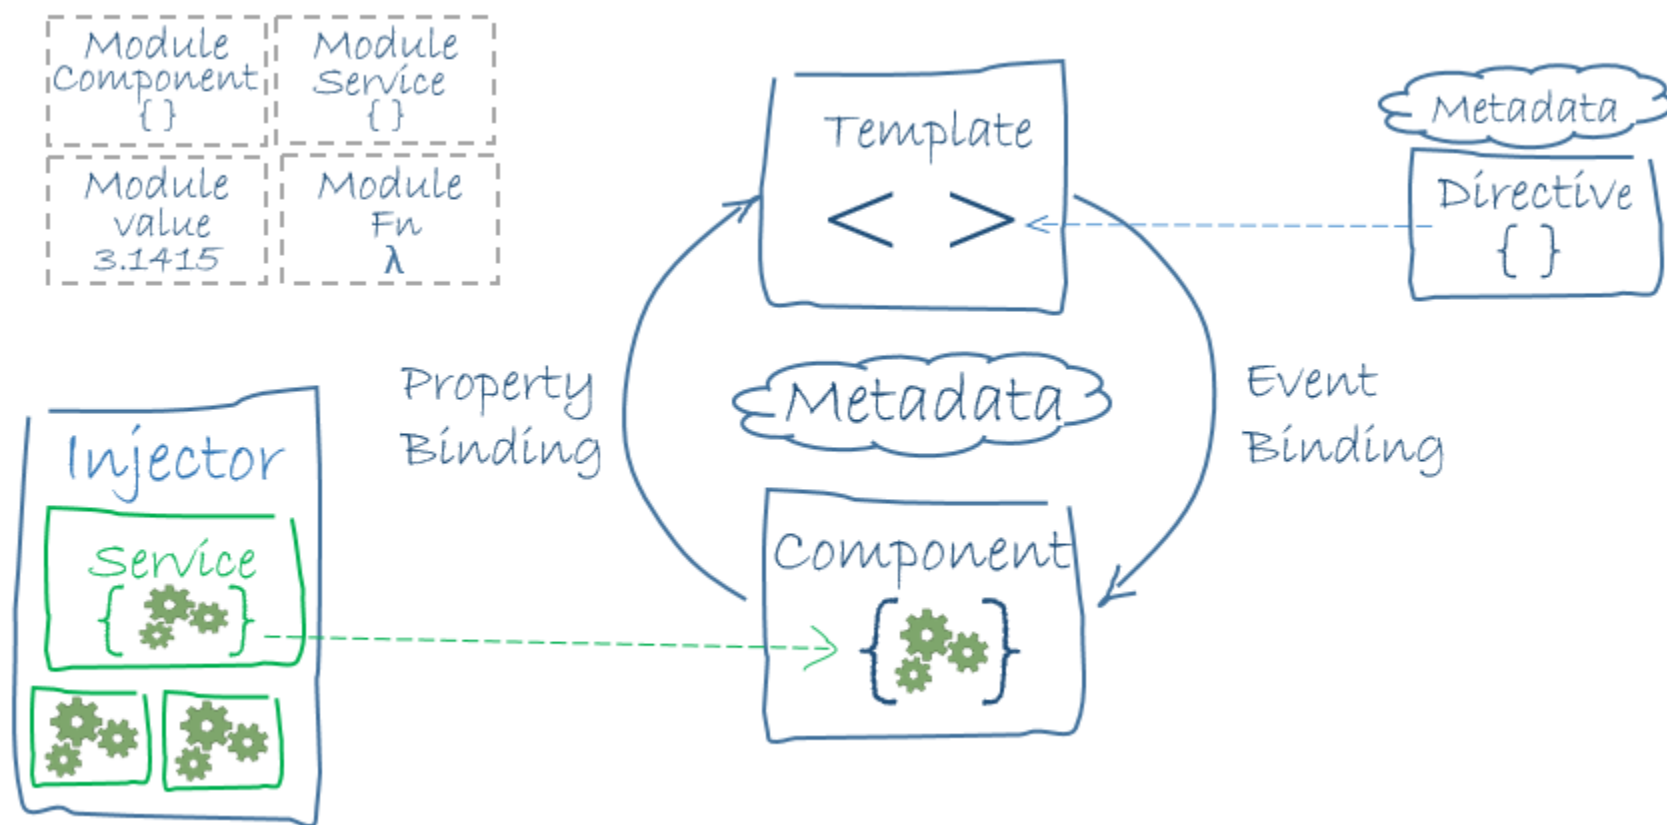 Module
Component
{ }
Module
Service
{ }
Module
value
3.1415
Module
Fn
λ
Template
< >
Metadata
Directive
{ }
Property
Binding
Metadata
Event
Binding
Injector
Service
{ }
Component
{ }